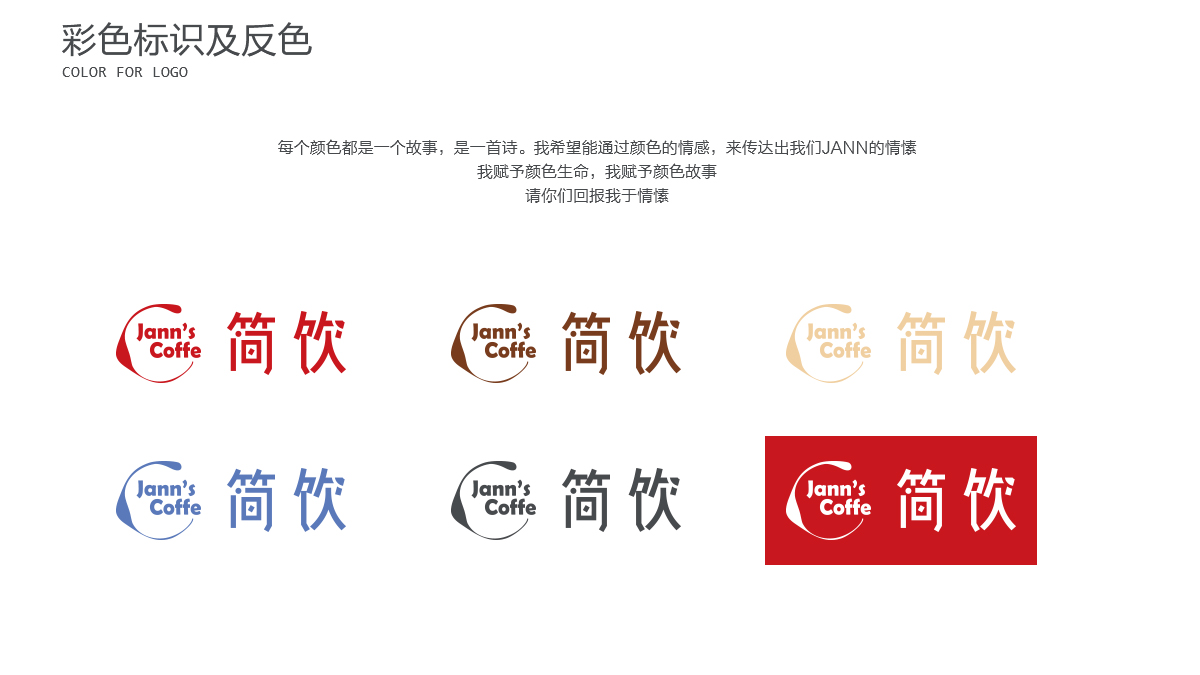 彩色标识及反色
COLOR FOR LOGO
每个颜色都是一个故事，是一首诗。我希望能通过颜色的情感，来传达出我们JANN的情愫
我赋予颜色生命，我赋予颜色故事
请你们回报我于情愫
Jann's
Coffe
简饮
Jann's
Coffe
简饮
Jann's
Coffe
简饮
Jann's
Coffe
简饮
Jann's
Coffe
简饮
Jann's
Coffe
简饮